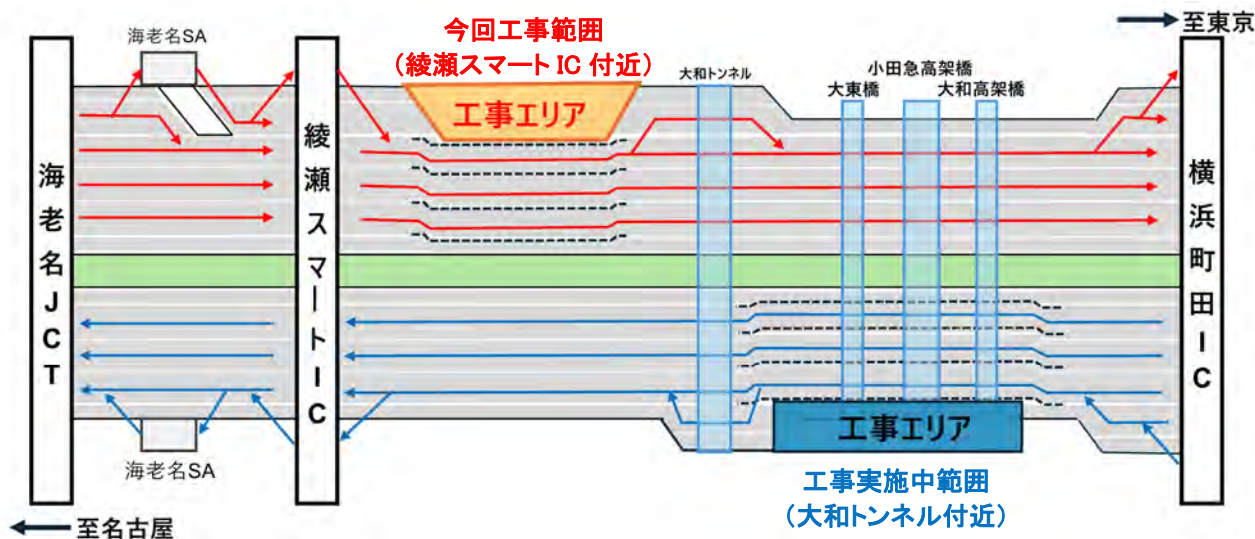 至東京
海老名SA
今回工事範囲
（綾瀬スマート IC 付近）
工事エリア
大和トンネル
小田急高架橋
大東橋
大和高架橋
海老名JCT
綾瀬スマートIC
横浜町田IC
工事エリア
海老名SA
工事実施中範囲
（大和トンネル付近）
至名古屋